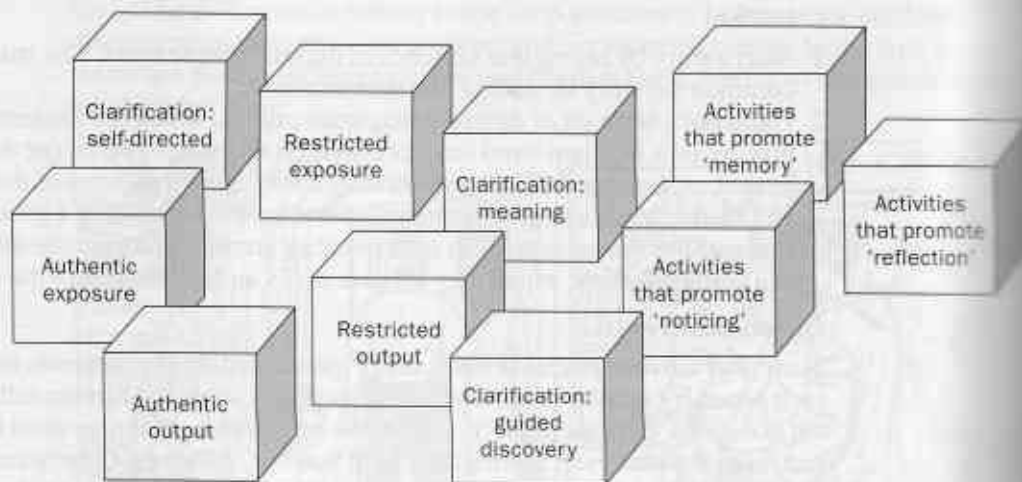 Clarification:
self-directed
Restricted
exposure
Clarification:
meaning
Activities
that promote
'memory'
Activities
that promote
'reflection'
Authentic
exposure
Restricted
output
Activities
that promote
'noticing'
Authentic
output
Clarification:
guided
discovery